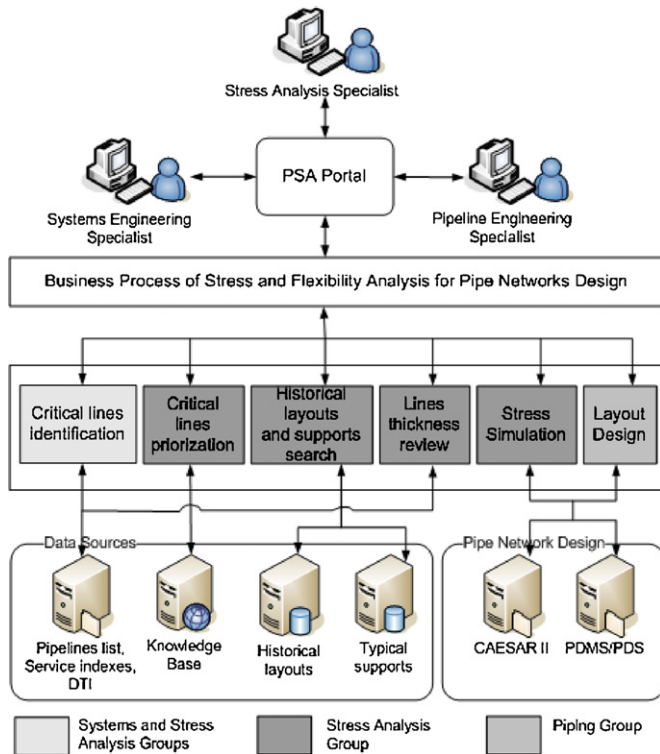 Stress Analysis Specialist
PSA Portal
Systems Engineering
Specialist
Pipeline Engineering
Specialist
Business Process of Stress and Flexibility Analysis for Pipe Networks Design
Critical lines
identification
Critical
lines
priorization
Historical
layouts
and supports
search
Lines
thickness
review
Stress
Simulation
Layout
Design
Data Sources
Pipe Network Design
Pipelines list,
Service indexes,
DTI
Knowledge
Base
Historical
layouts
Typical
supports
CAESAR II
PDMS/PDS
Systems and Stress
Analysis Groups
Stress Analysis
Group
Piping Group